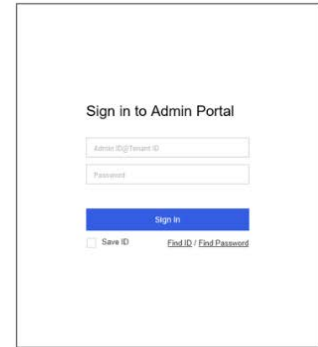 Sign in to Admin Portal
Admin ID@Tenant ID
Password
Sign In
Save ID Find ID / Find Password